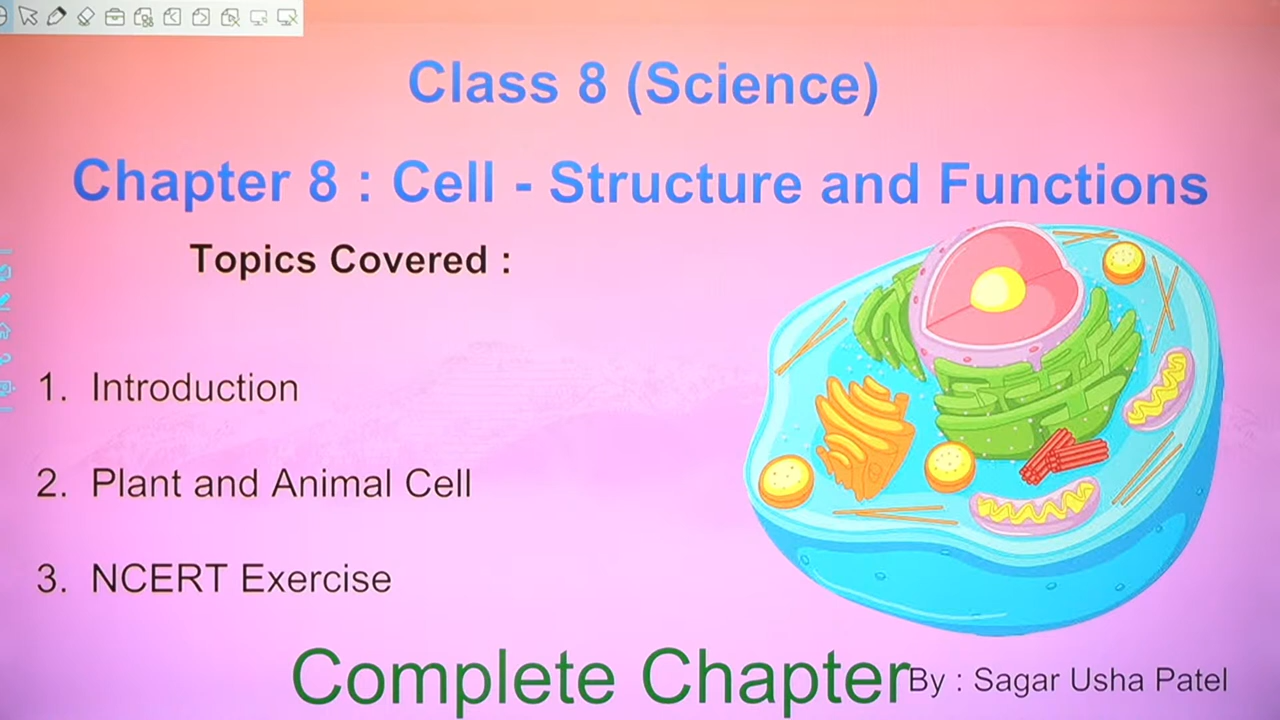 Class 8 (Science)
Chapter 8 : Cell - Structure and Functions
Topics Covered :
1. Introduction
2. Plant and Animal Cell
3. NCERT Exercise
Complete Chapter
By : Sagar Usha Patel